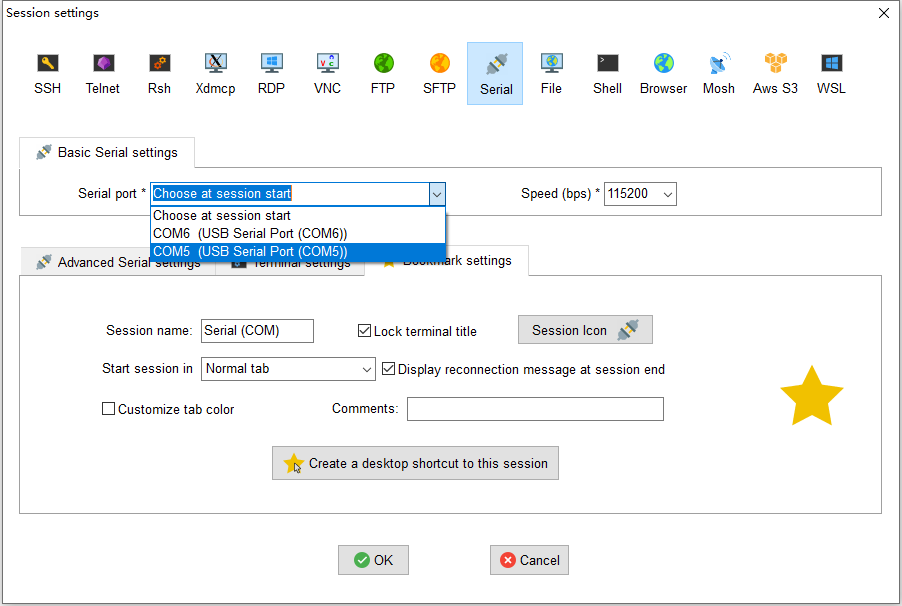 Session settings
SSH Telnet Rsh Xdmcp RDP VNC FTP SFTP Serial File Shell Browser Mosh Aws S3 WSL
Basic Serial settings
Serial port * Choose at session start Speed (bps) * 115200
Choose at session start
COM6 (USB Serial Port (COM6))
COM5 (USB Serial Port (COM5))
Advanced Serial settings Terminal settings Bookmark settings
Session name: Serial (COM) Lock terminal title Session Icon
Start session in Normal tab Display reconnection message at session end
Customize tab color Comments:
Create a desktop shortcut to this session
OK Cancel